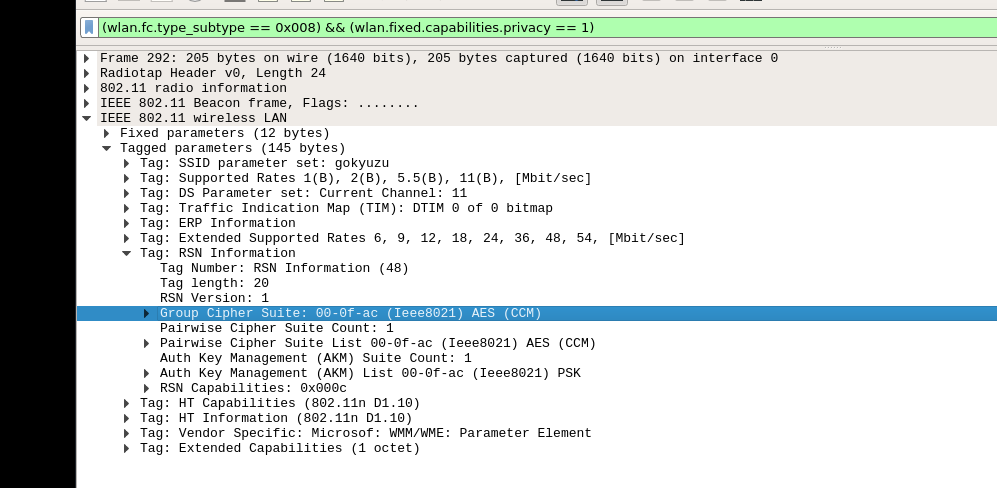 (wlan.fc.type_subtype == 0x008) && (wlan.fixed.capabilities.privacy == 1)
Frame 292: 205 bytes on wire (1640 bits), 205 bytes captured (1640 bits) on interface 0
Radiotap Header v0, Length 24
802.11 radio information
IEEE 802.11 Beacon frame, Flags: ........
IEEE 802.11 wireless LAN
Fixed parameters (12 bytes)
Tagged parameters (145 bytes)
Tag: SSID parameter set: gokyuzu
Tag: Supported Rates 1(B), 2(B), 5.5(B), 11(B), [Mbit/sec]
Tag: DS Parameter set: Current Channel: 11
Tag: Traffic Indication Map (TIM): DTIM 0 of 0 bitmap
Tag: ERP Information
Tag: Extended Supported Rates 6, 9, 12, 18, 24, 36, 48, 54, [Mbit/sec]
Tag: RSN Information
Tag Number: RSN Information (48)
Tag length: 20
RSN Version: 1
Group Cipher Suite: 00-0f-ac (Ieee8021) AES (CCM)
Pairwise Cipher Suite Count: 1
Pairwise Cipher Suite List 00-0f-ac (Ieee8021) AES (CCM)
Auth Key Management (AKM) Suite Count: 1
Auth Key Management (AKM) List 00-0f-ac (Ieee8021) PSK
RSN Capabilities: 0x000c
Tag: HT Capabilities (802.11n D1.10)
Tag: HT Information (802.11n D1.10)
Tag: Vendor Specific: Microsof: WMM/WME: Parameter Element
Tag: Extended Capabilities (1 octet)